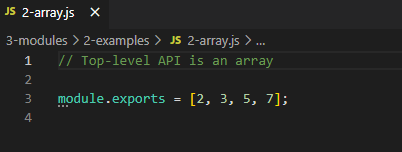 JS 2-array.js ×
3-modules > 2-examples > JS 2-array.js > ...
1 // Top-level API is an array
2
3 module.exports = [2, 3, 5, 7];
4